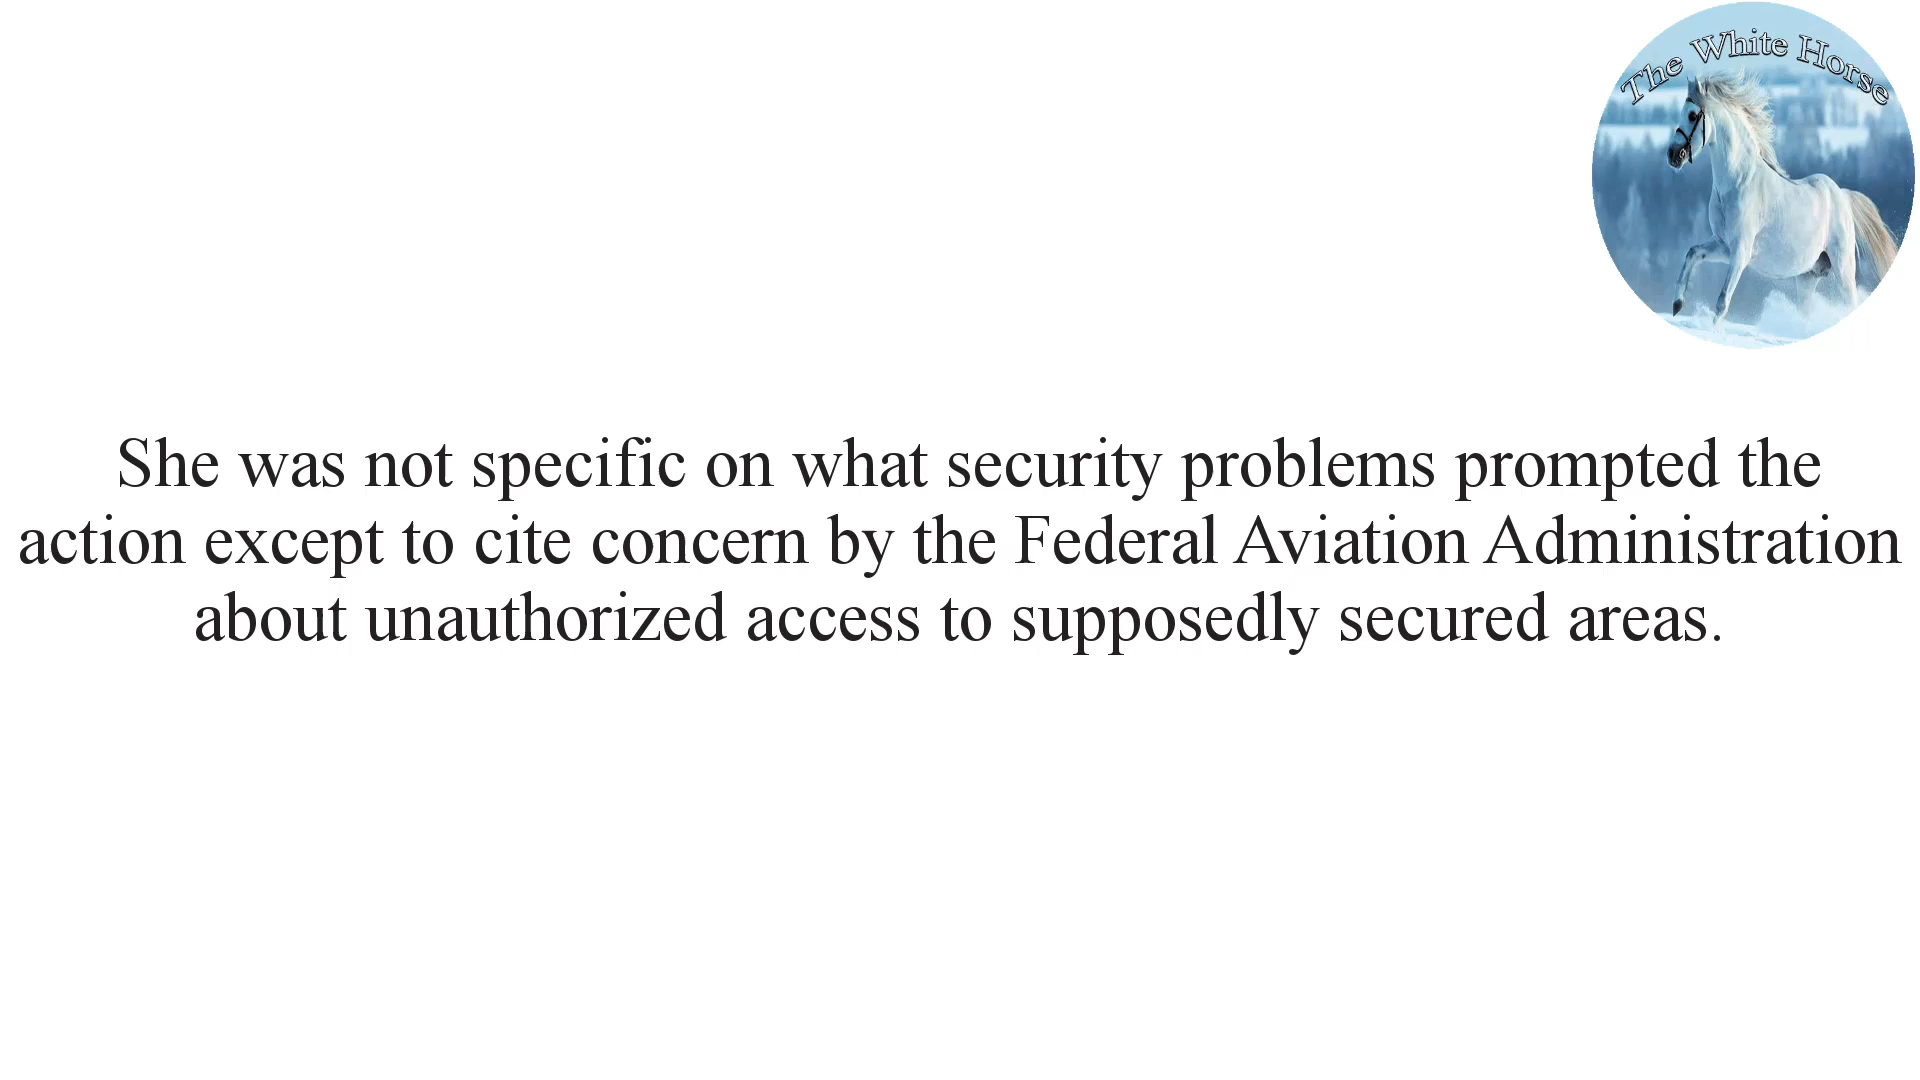 The White Horse
She was not specific on what security problems prompted the
action except to cite concern by the Federal Aviation Administration
about unauthorized access to supposedly secured areas.